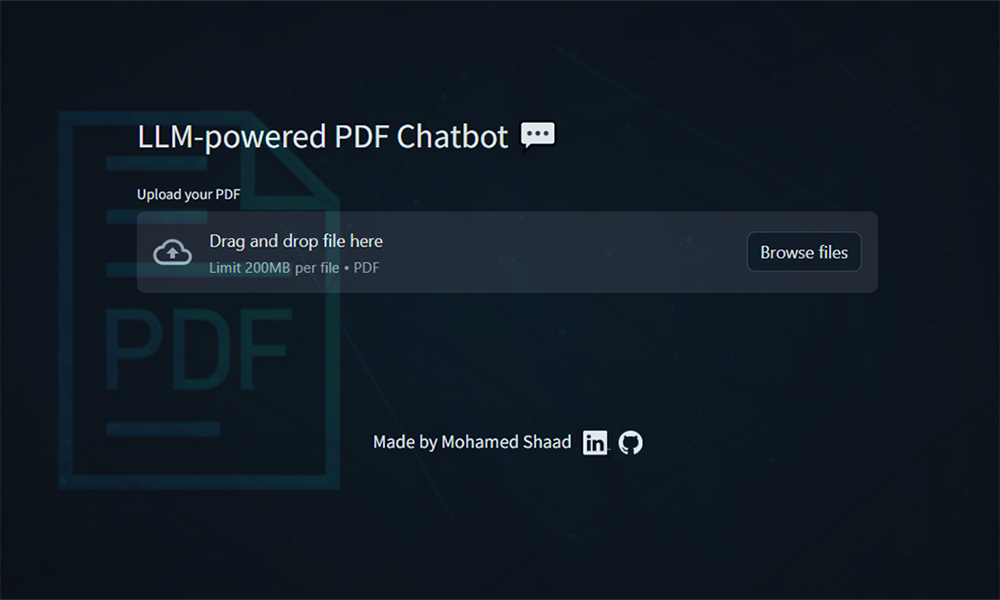 LLM-powered PDF Chatbot
Upload your PDF
Drag and drop file here
Limit 200MB per file • PDF
Browse files
PDF
Made by Mohamed Shaad in